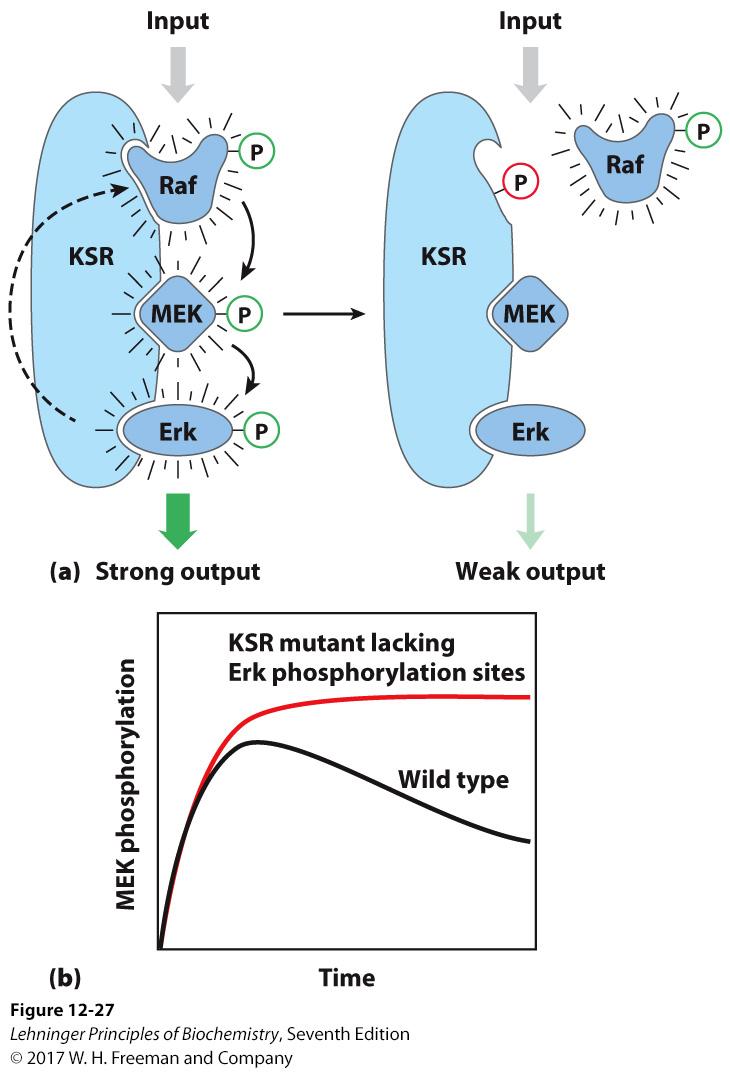 Input
Input
P
P
Raf
Raf
P
KSR
KSR
MEK
P
MEK
Erk
P
Erk
(a) Strong output
Weak output
KSR mutant lacking
Erk phosphorylation sites
Wild type
MEK phosphorylation
(b)
Time
Figure 12-27
Lehninger Principles of Biochemistry, Seventh Edition
© 2017 W. H. Freeman and Company